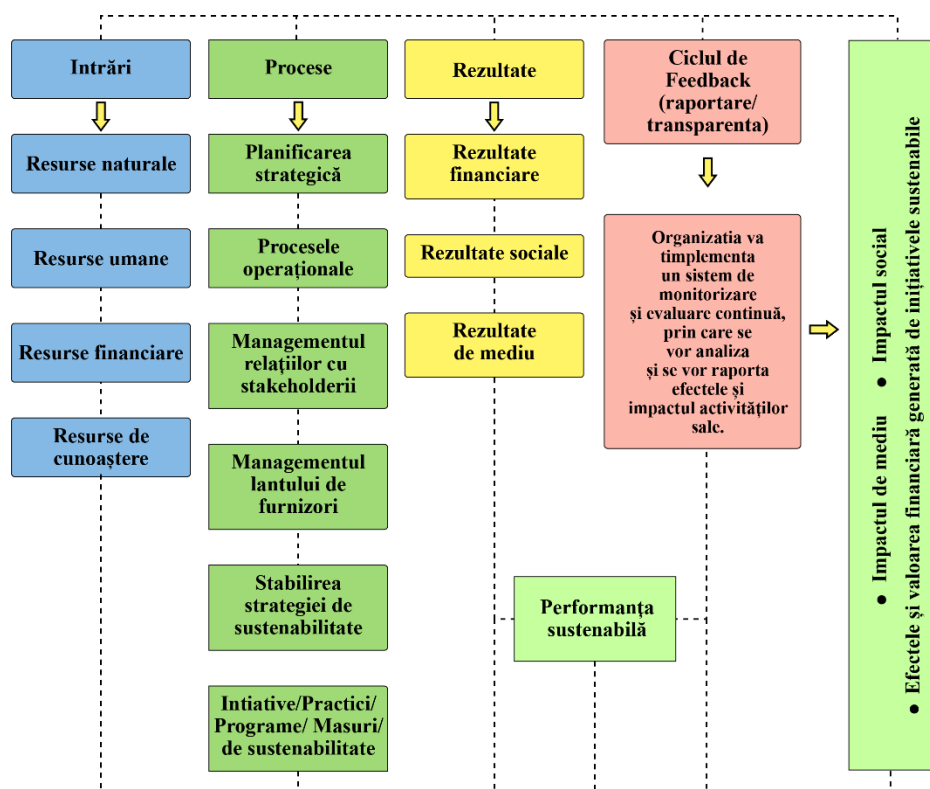 Intrări
Resurse naturale
Resurse umane
Resurse financiare
Resurse de
cunoaștere
Procese
Planificarea
strategică
Procesele
operaționale
Managementul
relațiilor cu
stakeholderii
Managementul
lantului de
furnizori
Stabilirea
strategiei de
sustenabilitate
Intiative/Practici/
Programe/ Masuri/
de sustenabilitate
Rezultate
Rezultate
financiare
Rezultate sociale
Rezultate
de mediu
Ciclul de
Feedback
(raportare/
transparenta)
Organizatia va
timplementa
un sistem de
monitorizare
și evaluare continuă,
prin care se
vor analiza
și se vor raporta
efectele și
impactul activităților
salc.
Performanța
sustenabilă
● Impactul de mediu ● Impactul social
● Efectele și valoarea financiară generată de inițiativele sustenabile